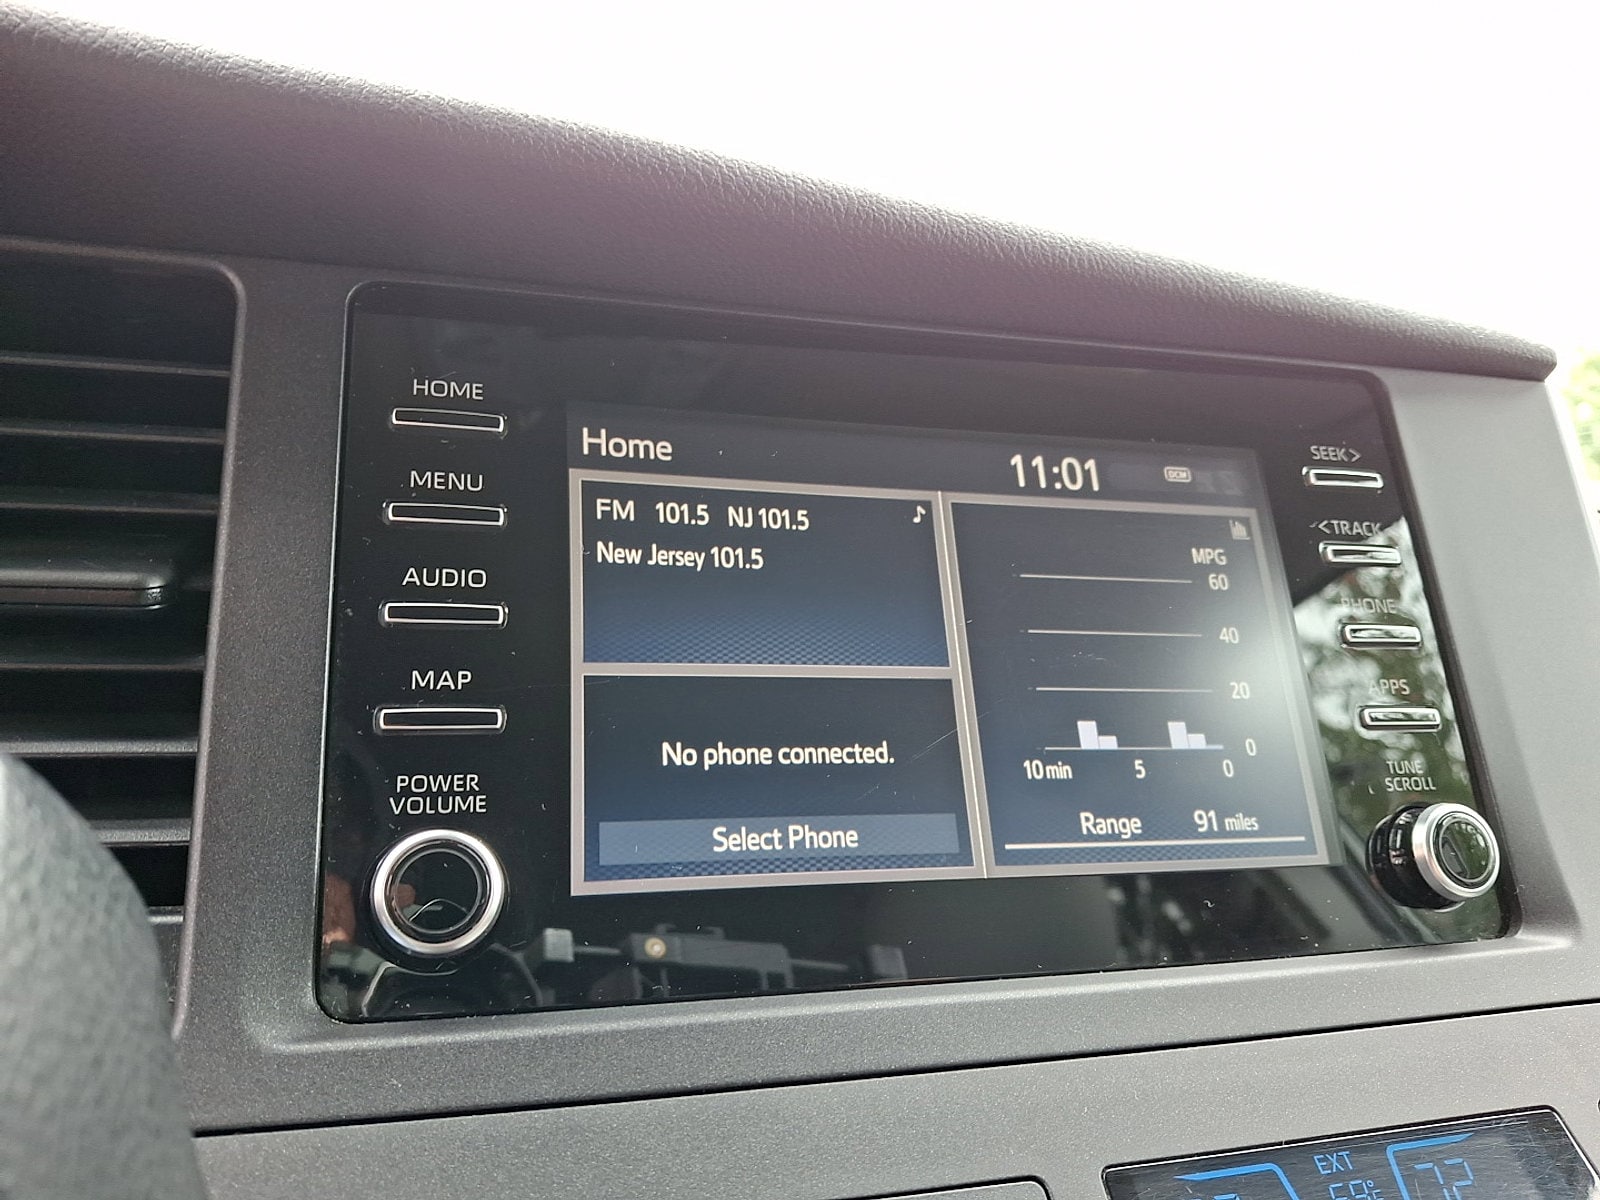 HOME
MENU
AUDIO
MAP
POWER
VOLUME
Home
11:01
DCM
FM 101.5 NJ 101.5
New Jersey 101.5
No phone connected.
Select Phone
MPG
60
40
20
0
10 min 5 0
Range 91 miles
SEEK >
< TRACK
PHONE
APPS
TUNE
SCROLL
EXT
72